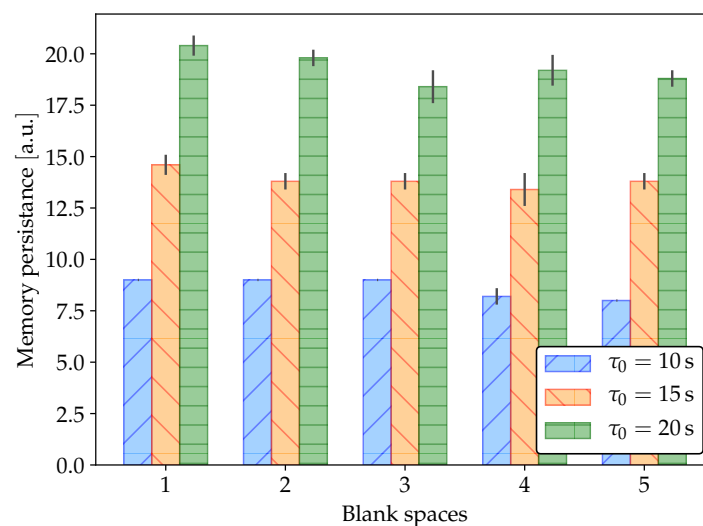 Memory persistance [a.u.]
20.0
17.5
15.0
12.5
10.0
7.5
5.0
2.5
0.0
τ₀ = 10 s
τ₀ = 15 s
τ₀ = 20 s
1 2 3 4 5
Blank spaces